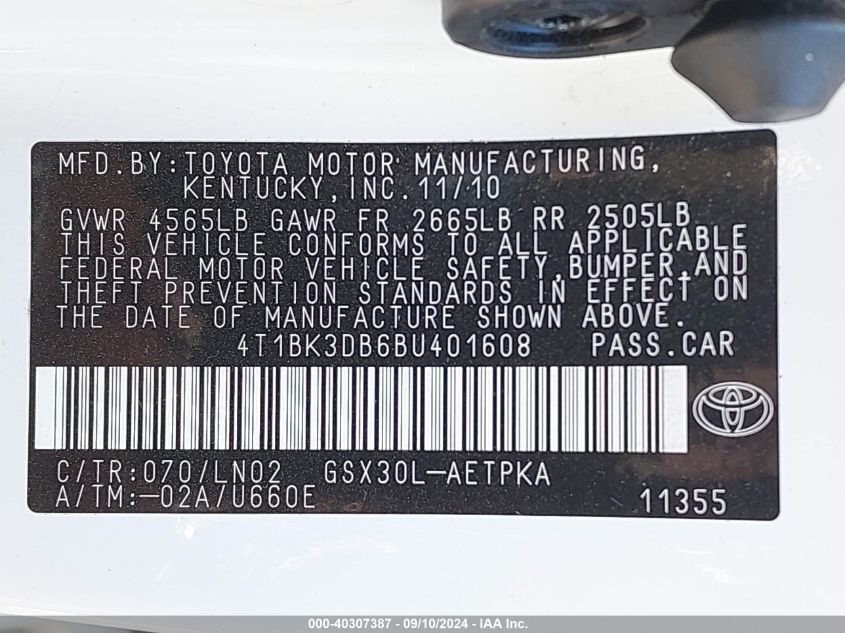 MFD.BY:TOYOTA MOTOR MANUFACTURING,
KENTUCKY,INC.11/10
GVWR 4565LB GAWR FR 2665LB RR 2505LB
THIS VEHICLE CONFORMS TO ALL APPLICABLE
FEDERAL MOTOR VEHICLE SAFETY,BUMPER,AND
THEFT PREVENTION STANDARDS IN EFFECT ON
THE DATE OF MANUFACTURE SHOWN ABOVE.
4T1BK3DB6BU401608 PASS.CAR
C/TR:070/LN02 GSX30L-AETPKA
A/TM:-02A/U660E
11355
000-40307387 - 09/10/2024 - IAA Inc.